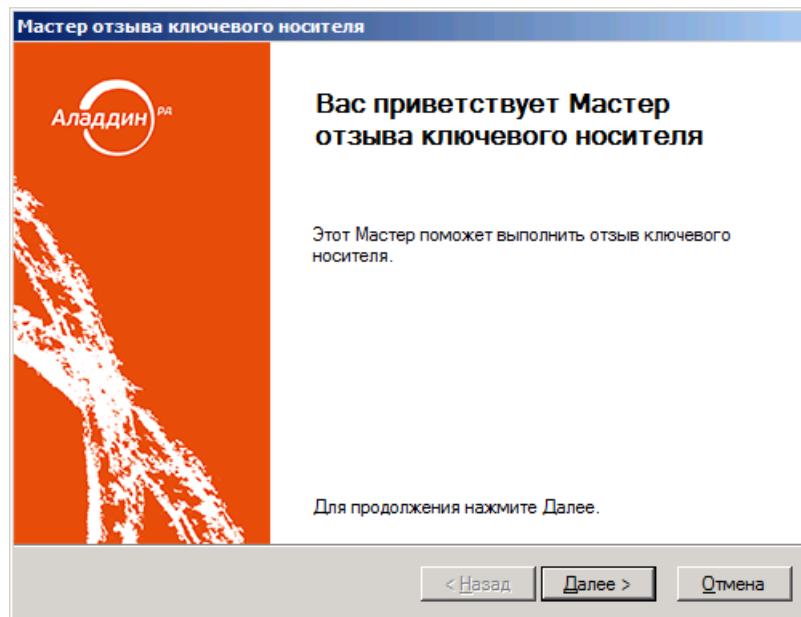 Мастер отзыва ключевого носителя
Аладдин РД
Вас приветствует Мастер
отзыва ключевого носителя
Этот Мастер поможет выполнить отзыв ключевого
носителя.
Для продолжения нажмите Далее.
< Назад Далее > Отмена